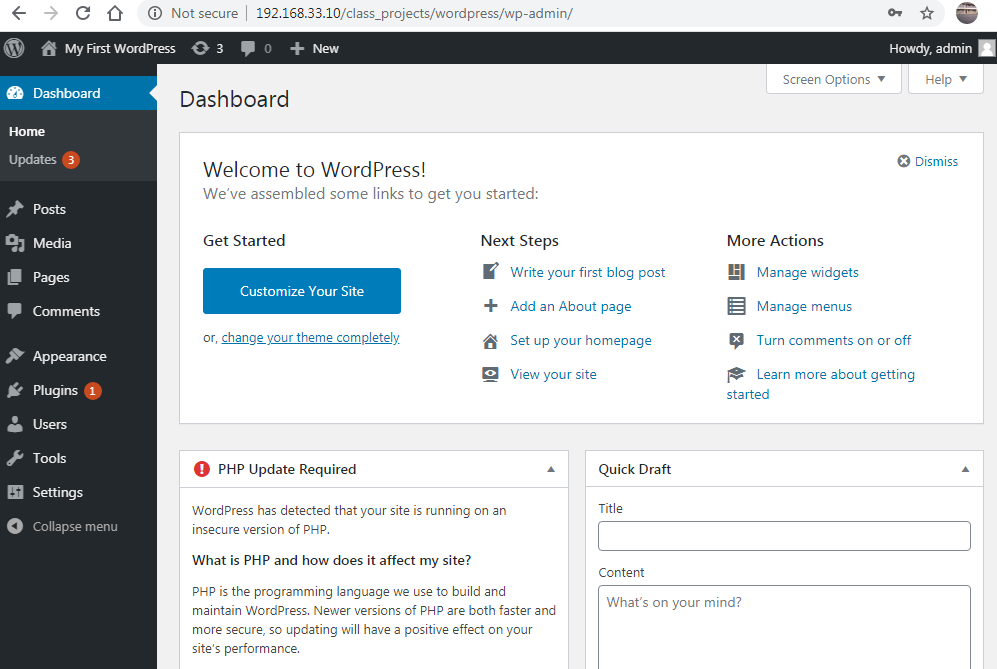 Not secure | 192.168.33.10/class_projects/wordpress/wp-admin/
My First WordPress 3 0 New Howdy, admin
Dashboard
Home
Updates 3
Posts
Media
Pages
Comments
Appearance
Plugins 1
Users
Tools
Settings
Collapse menu
Screen Options Help
Dashboard
Welcome to WordPress!
Dismiss
We've assembled some links to get you started:
Get Started
Customize Your Site
or, change your theme completely
Next Steps
Write your first blog post
Add an About page
Set up your homepage
View your site
More Actions
Manage widgets
Manage menus
Turn comments on or off
Learn more about getting
started
PHP Update Required
WordPress has detected that your site is running on an
insecure version of PHP.
What is PHP and how does it affect my site?
PHP is the programming language we use to build and
maintain WordPress. Newer versions of PHP are both faster and
more secure, so updating will have a positive effect on your
site's performance.
Quick Draft
Title
Content
What's on your mind?